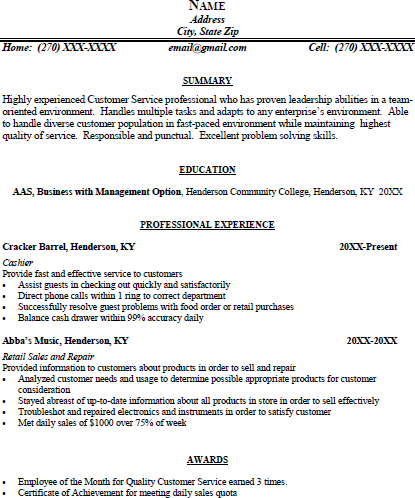 NAME
Address
City, State Zip
Home: (270) XXX-XXXX email@gmail.com Cell: (270) XXX-XXXX
SUMMARY
Highly experienced Customer Service professional who has proven leadership abilities in a team-
oriented environment. Handles multiple tasks and adapts to any enterprise's environment. Able
to handle diverse customer population in fast-paced environment while maintaining highest
quality of service. Responsible and punctual. Excellent problem solving skills.
EDUCATION
AAS, Business with Management Option, Henderson Community College, Henderson, KY 20XX
PROFESSIONAL EXPERIENCE
Cracker Barrel, Henderson, KY 20XX-Present
Cashier
Provide fast and effective service to customers
• Assist guests in checking out quickly and satisfactorily
• Direct phone calls within 1 ring to correct department
• Successfully resolve guest problems with food order or retail purchases
• Balance cash drawer within 99% accuracy daily
Abba's Music, Henderson, KY 20XX-20XX
Retail Sales and Repair
Provided information to customers about products in order to sell and repair
• Analyzed customer needs and usage to determine possible appropriate products for customer
consideration
• Stayed abreast of up-to-date information about all products in store in order to sell effectively
• Troubleshot and repaired electronics and instruments in order to satisfy customer
• Met daily sales of $1000 over 75% of week
AWARDS
• Employee of the Month for Quality Customer Service earned 3 times.
• Certificate of Achievement for meeting daily sales quota